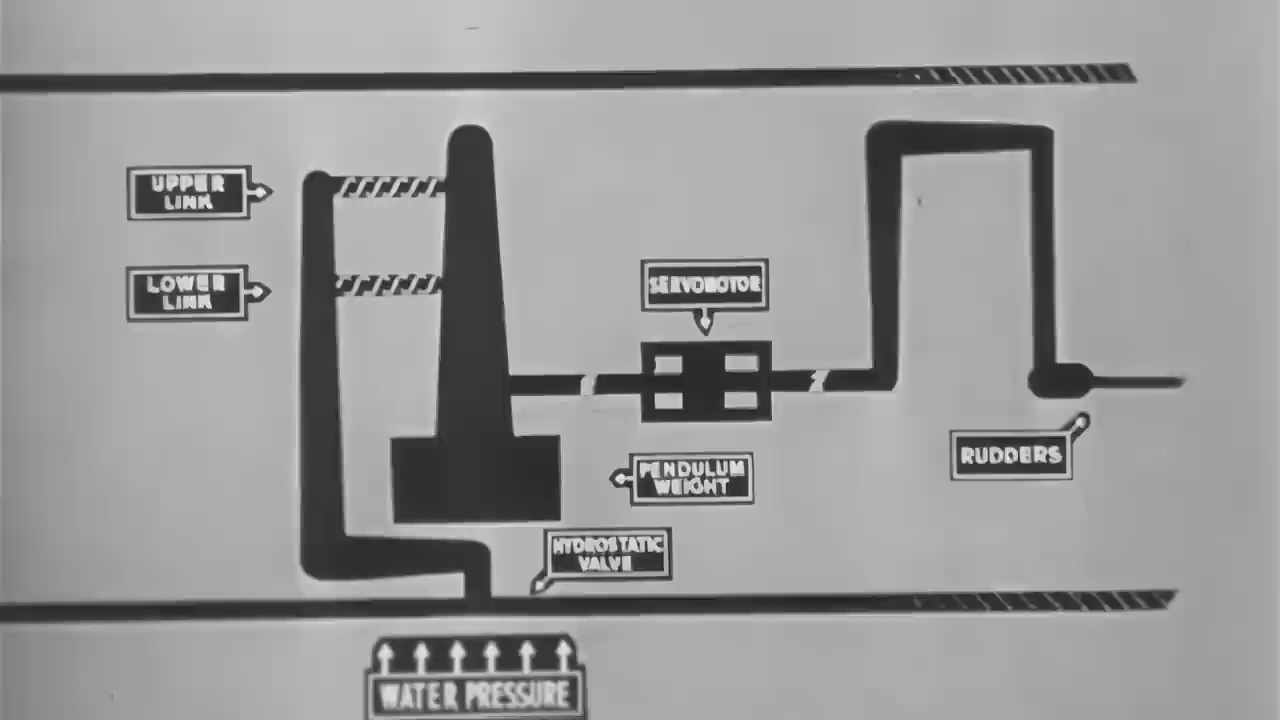 UPPER
LINK
LOWER
LINK
SERVOMOTOR
PENDULUM
WEIGHT
RUDDERS
HYDROSTATIC
VALVE
WATER PRESSURE